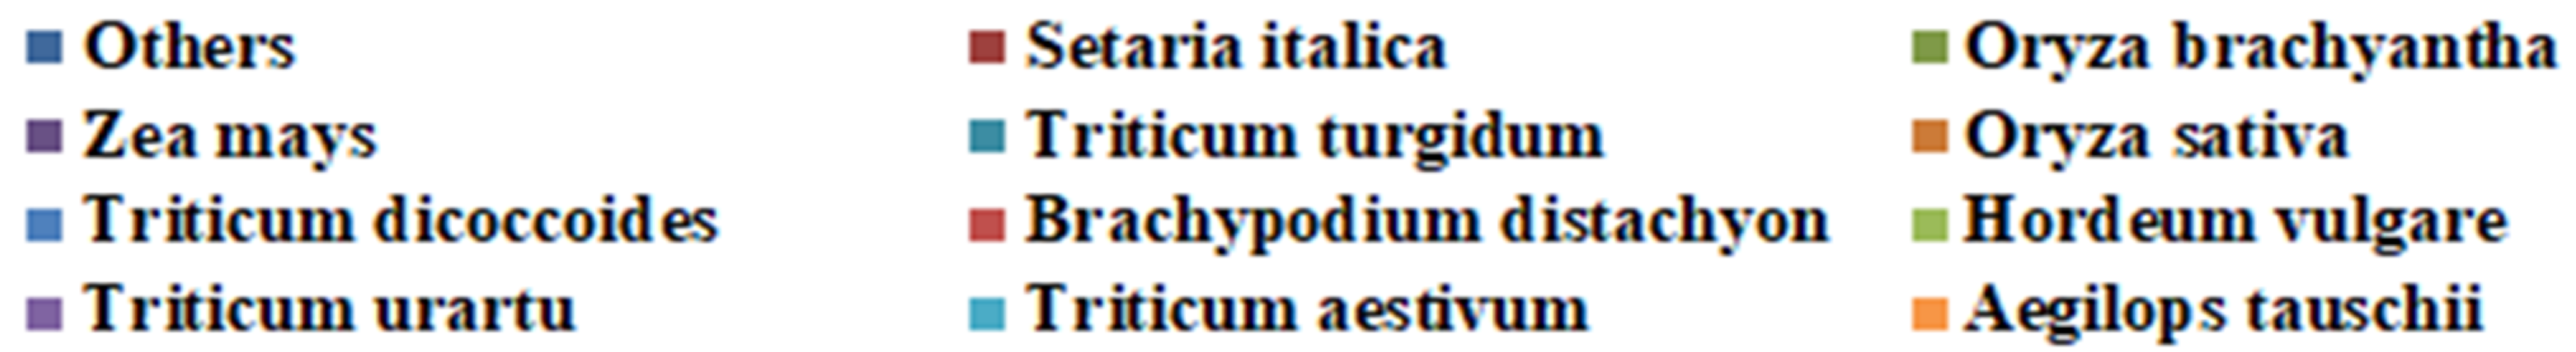 Others Setaria italica Oryza brachyantha
Zea mays Triticum turgidum Oryza sativa
Triticum dicoccoides Brachypodium distachyon Hordeum vulgare
Triticum urartu Triticum aestivum Aegilops tauschii